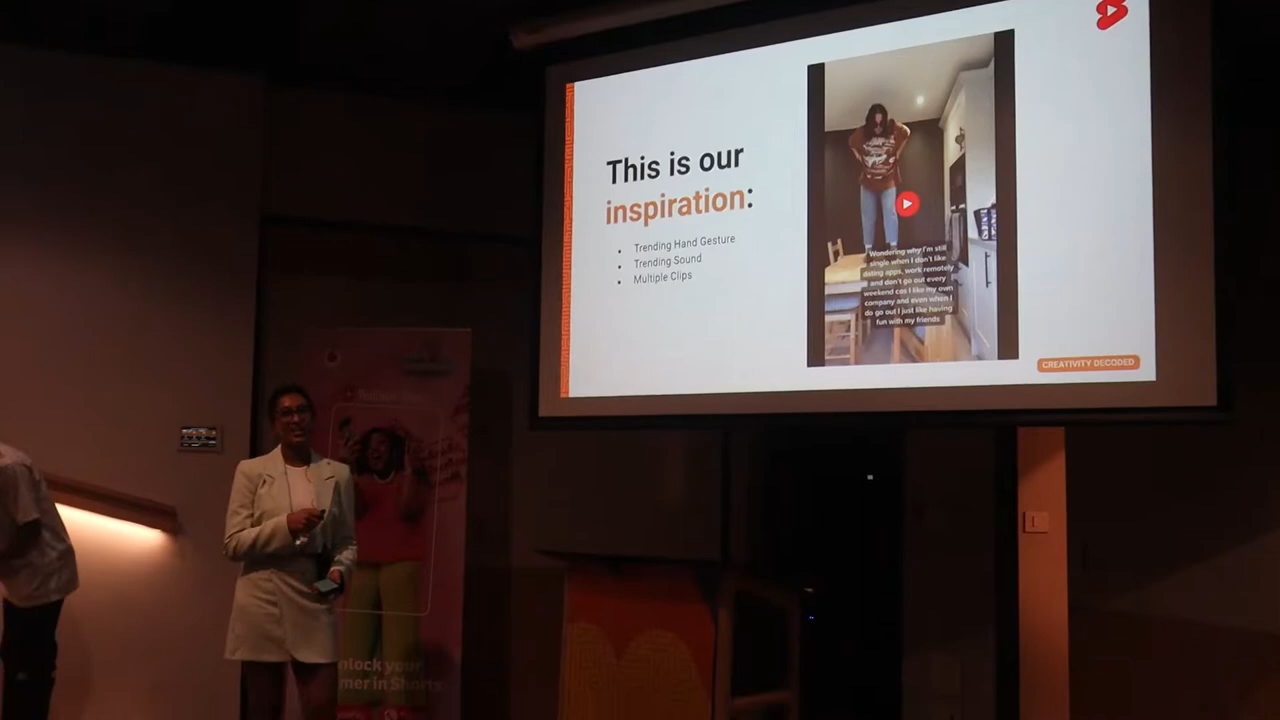 This is our
inspiration:
• Trending Hand Gesture
• Trending Sound
• Multiple Clips
Wondering why I'm still
single when I don't like
dating apps, work remotely
and don't go out every
weekend cos I like my own
company and even when I
do go out I just like having
fun with my friends
CREATIVITY DECODED
nlock your
ner in Shorts